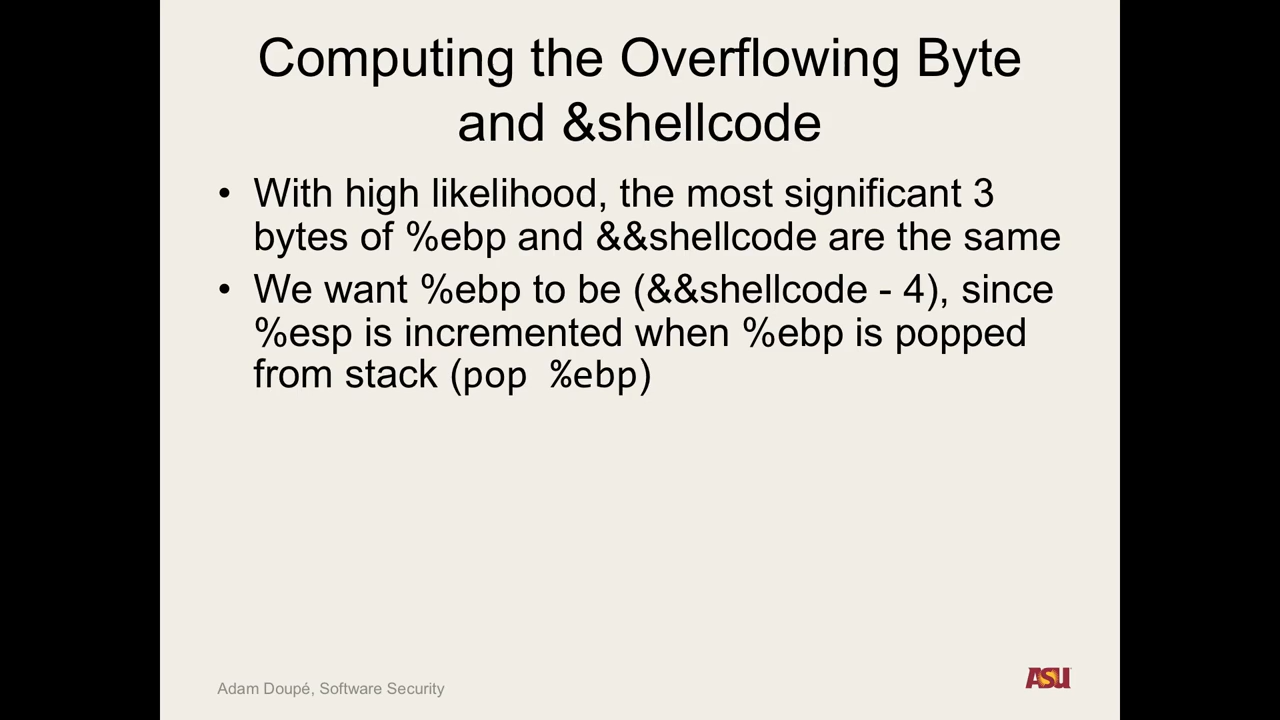 Computing the Overflowing Byte
and &shellcode
• With high likelihood, the most significant 3
bytes of %ebp and &&shellcode are the same
• We want %ebp to be (&&shellcode - 4), since
%esp is incremented when %ebp is popped
from stack (pop %ebp)
Adam Doupé, Software Security
ASU